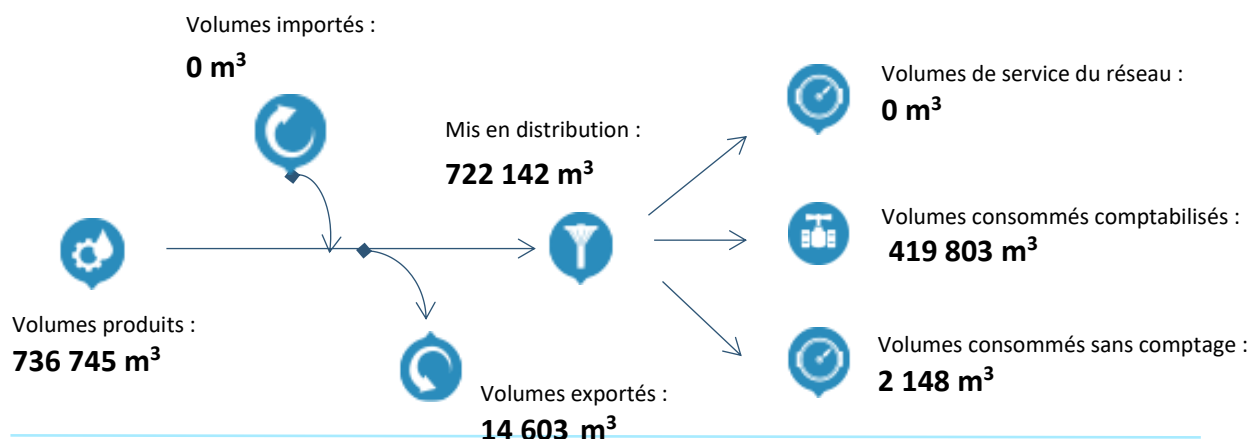 Volumes importés :
0 m³
Volumes de service du réseau :
0 m³
Mis en distribution :
722 142 m³
Volumes consommés comptabilisés :
419 803 m³
Volumes produits :
736 745 m³
Volumes consommés sans comptage :
2 148 m³
Volumes exportés :
14 603 m³